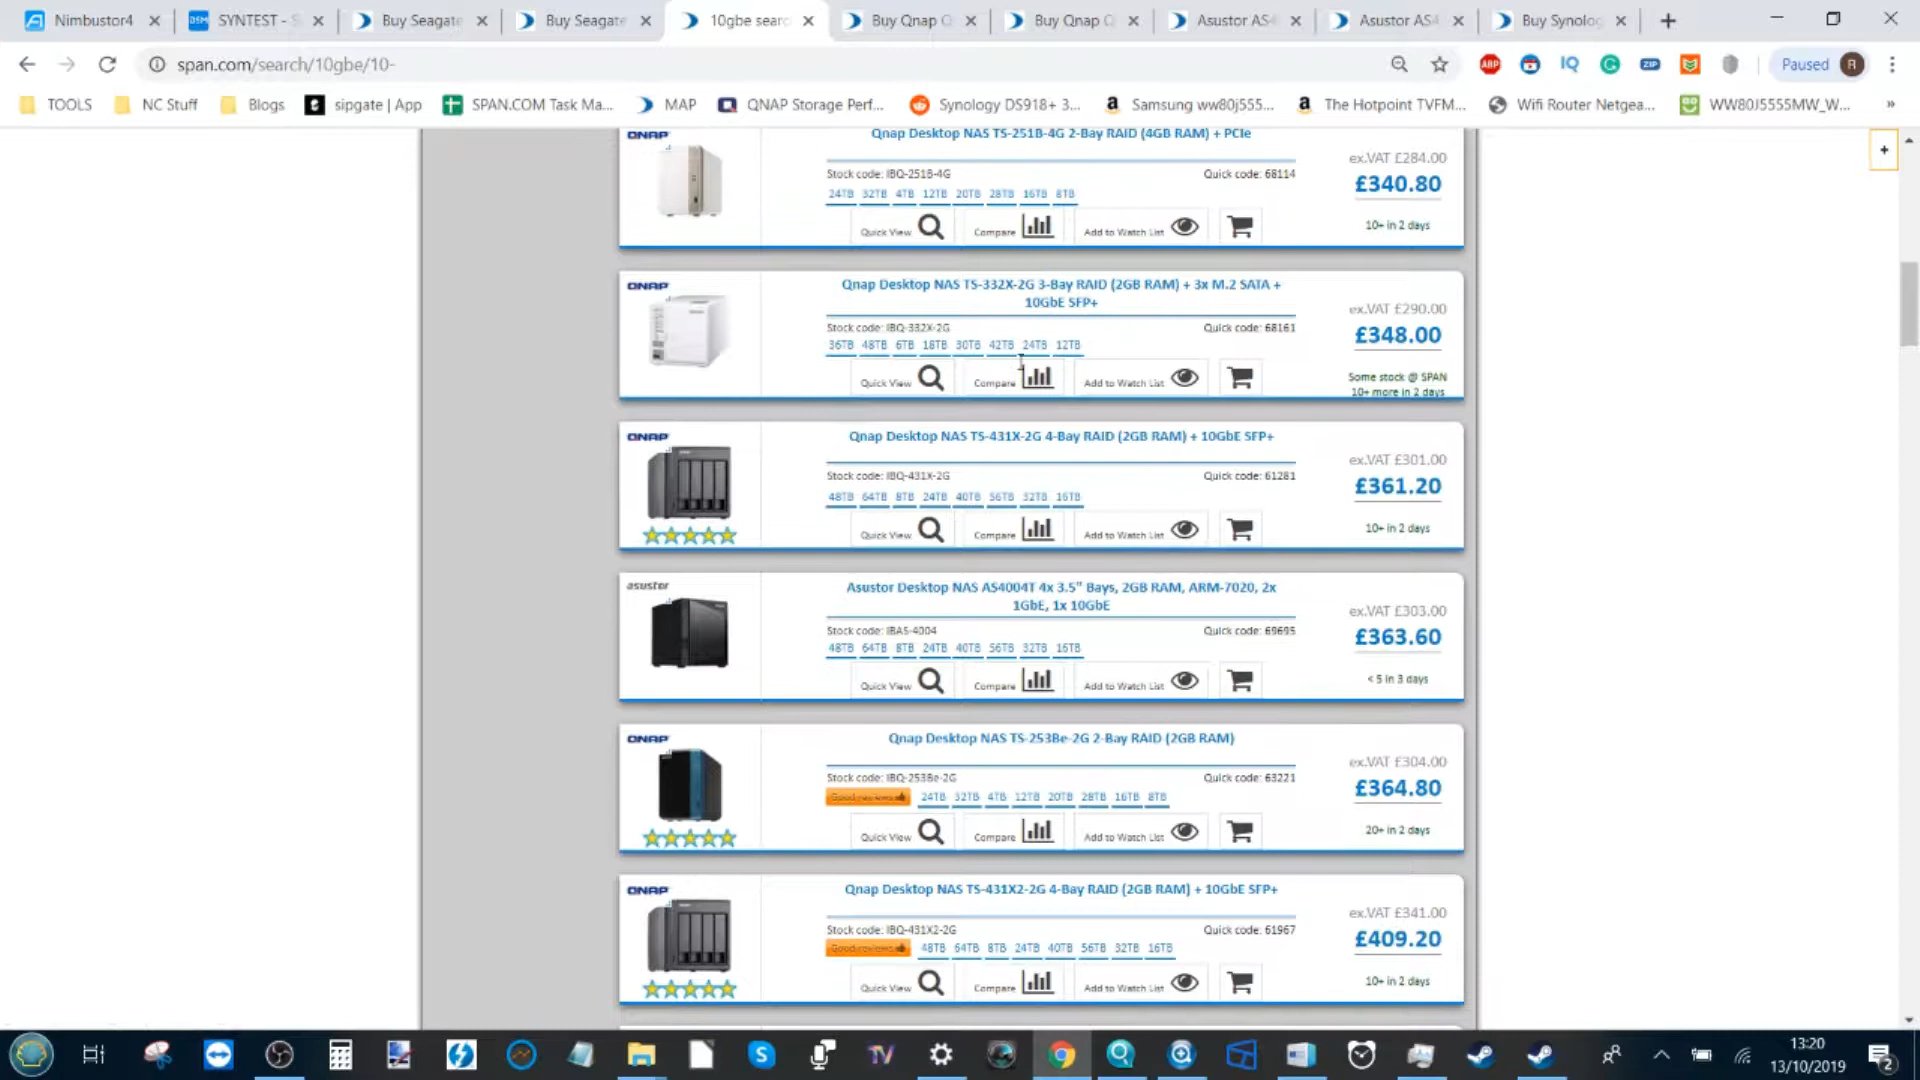 Nimbustor4
SYNTEST - S
Buy Seagate
Buy Seagate
10gbe searc
Buy Qnap
Buy Qnap
Asustor AS
Asustor AS4
Buy Synolo
span.com/search/10gbe/10-
ABP
IQ
ZIP
Paused
R
TOOLS
NC Stuff
Blogs
sipgate | App
SPAN.COM Task Ma...
MAP
QNAP Storage Perf...
Synology DS918+ 3...
Samsung ww80j555...
The Hotpoint TVFM...
Wifi Router Netgea...
WW80J5555MW_W...
»
+
QNAP
Qnap Desktop NAS TS-251B-4G 2-Bay RAID (4GB RAM) + PCIe
ex.VAT £284.00
Stock code: IBQ-251B-4G
Quick code: 68114
£340.80
24TB 32TB 4TB 12TB 20TB 28TB 16TB 8TB
Quick View
Compare
Add to Watch List
10+ in 2 days
QNAP
Qnap Desktop NAS TS-332X-2G 3-Bay RAID (2GB RAM) + 3x M.2 SATA +
10GbE SFP+
ex.VAT £290.00
Stock code: IBQ-332X-2G
Quick code: 68161
£348.00
36TB 48TB 6TB 18TB 30TB 42TB 24TB 12TB
Quick View
Compare
Add to Watch List
Some stock @ SPAN
10+ more in 2 days
QNAP
Qnap Desktop NAS TS-431X-2G 4-Bay RAID (2GB RAM) + 10GbE SFP+
ex.VAT £301.00
Stock code: IBQ-431X-2G
Quick code: 61281
£361.20
48TB 64TB 8TB 24TB 40TB 56TB 32TB 16TB
Quick View
Compare
Add to Watch List
10+ in 2 days
asustor
Asustor Desktop NAS AS4004T 4x 3.5" Bays, 2GB RAM, ARM-7020, 2x
1GbE, 1x 10GbE
ex.VAT £303.00
Stock code: IBAS-4004
Quick code: 69695
£363.60
48TB 64TB 8TB 24TB 40TB 56TB 32TB 16TB
Quick View
Compare
Add to Watch List
< 5 in 3 days
QNAP
Qnap Desktop NAS TS-253Be-2G 2-Bay RAID (2GB RAM)
ex.VAT £304.00
Stock code: IBQ-253Be-2G
Quick code: 63221
£364.80
Good reviews 24TB 32TB 4TB 12TB 20TB 28TB 16TB 8TB
Quick View
Compare
Add to Watch List
20+ in 2 days
QNAP
Qnap Desktop NAS TS-431X2-2G 4-Bay RAID (2GB RAM) + 10GbE SFP+
ex.VAT £341.00
Stock code: IBQ-431X2-2G
Quick code: 61967
£409.20
Good reviews 48TB 64TB 8TB 24TB 40TB 56TB 32TB 16TB
Quick View
Compare
Add to Watch List
10+ in 2 days
13:20
13/10/2019
2